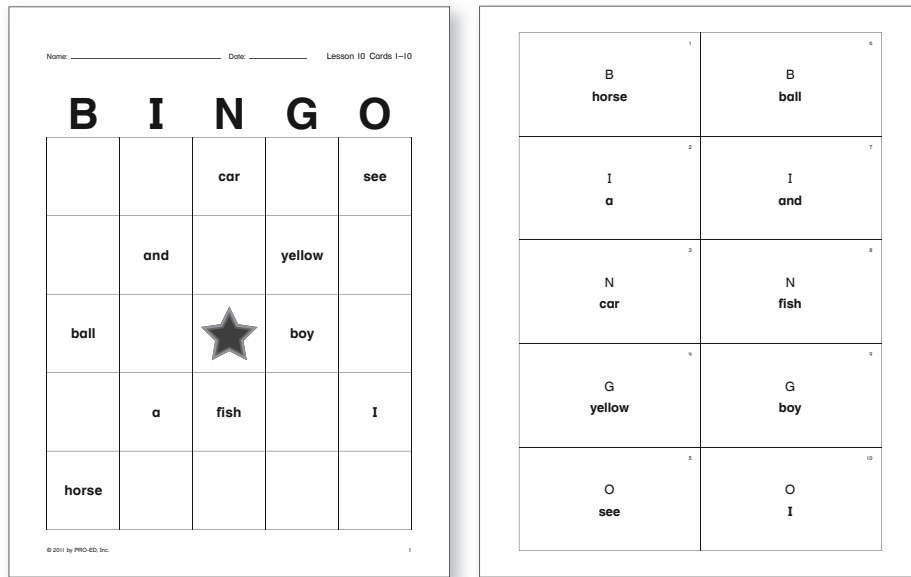 Name: Date: Lesson 10 Cards 1–10
B I N G O
car see
and yellow
ball boy
a fish I
horse
© 2011 by PRO-ED, Inc. 1
1
B
horse
6
B
ball
2
I
a
7
I
and
3
N
car
8
N
fish
4
G
yellow
9
G
boy
5
O
see
10
O
I